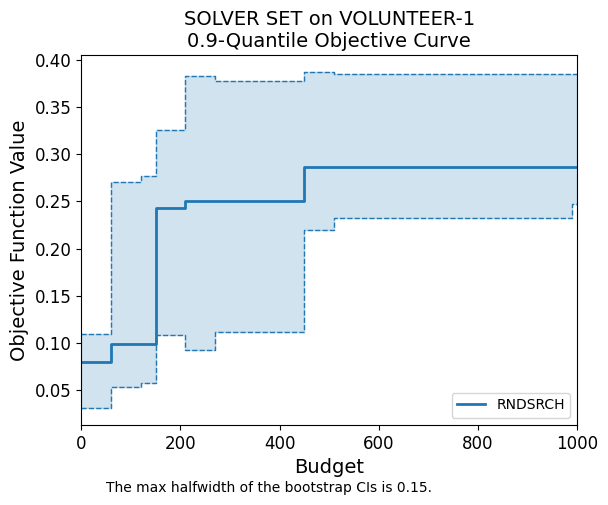 SOLVER SET on VOLUNTEER-1
0.9-Quantile Objective Curve
Objective Function Value
0.40
0.35
0.30
0.25
0.20
0.15
0.10
0.05
RNDSRCH
0 200 400 600 800 1000
Budget
The max halfwidth of the bootstrap CIs is 0.15.